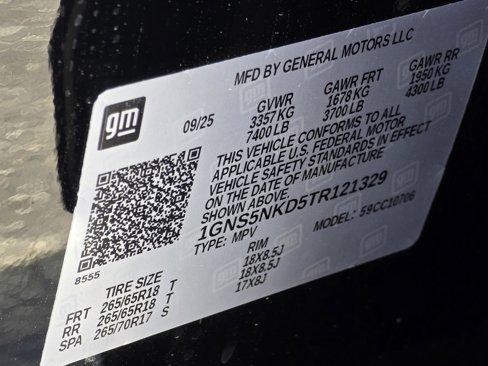 MFD BY GENERAL MOTORS LLC
gm
09/25
GVWR GAWR FRT GAWR RR
3357 KG 1678 KG 1950 KG
7400 LB 3700 LB 4300 LB
THIS VEHICLE CONFORMS TO ALL
APPLICABLE U.S. FEDERAL MOTOR
VEHICLE SAFETY STANDARDS IN EFFECT
ON THE DATE OF MANUFACTURE
SHOWN ABOVE.
1GNS5NKD5TR121329
TYPE: MPV MODEL: 59CC10706
8555
TIRE SIZE RIM
FRT 265/65R18 T 18X8.5J
RR 265/65R18 T 18X8.5J
SPA 265/70R17 S 17X8J